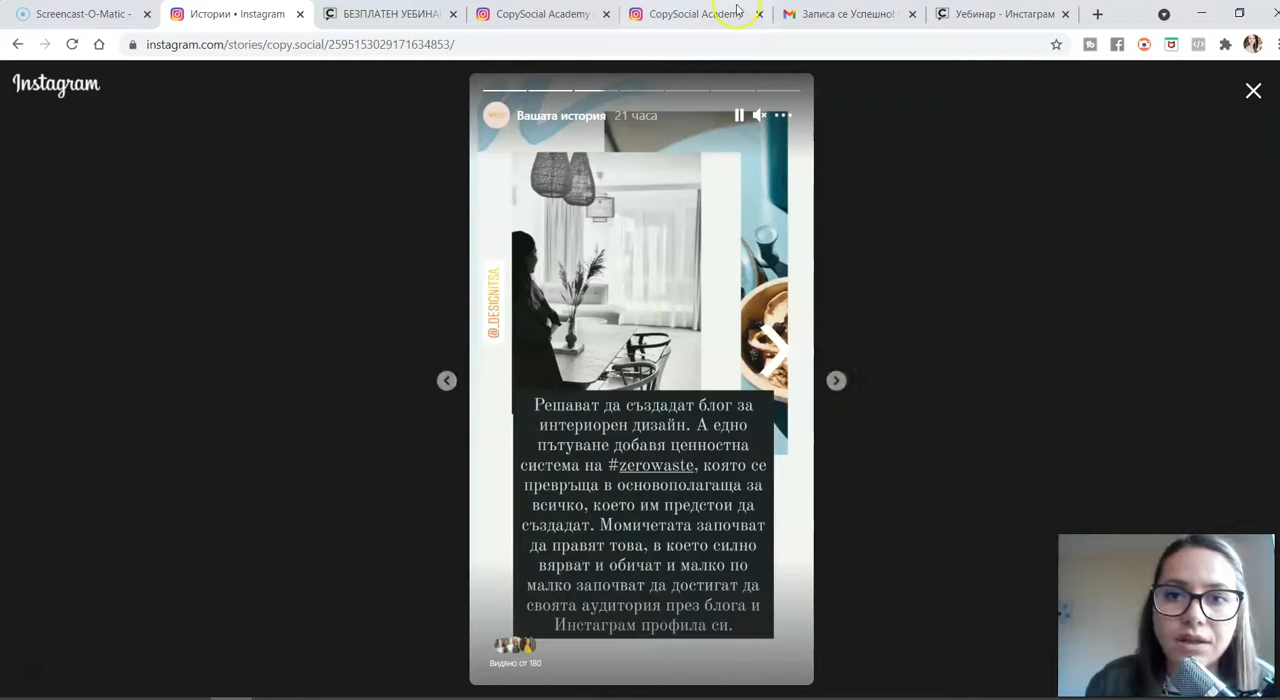 Screencast-O-Matic -
Истории • Instagram
БЕЗПЛАТЕН УЕБИНА
CopySocial Academy
CopySocial Academy
Записа се Успешно!
Уебинар - Инстаграм
instagram.com/stories/copy.social/2595153029171634853/
Instagram
Вашата история 21 часа
@_DESIGNITSA_
Решават да създадат блог за
интериорен дизайн. А едно
пътуване добавя ценностна
система на #zerowaste, която се
превръща в основополагаща за
всичко, което им предстои да
създадат. Момичетата започват
да правят това, в което силно
вярват и обичат и малко по
малко започват да достигат да
своята аудитория през блога и
Инстаграм профила си.
Видяно от 180